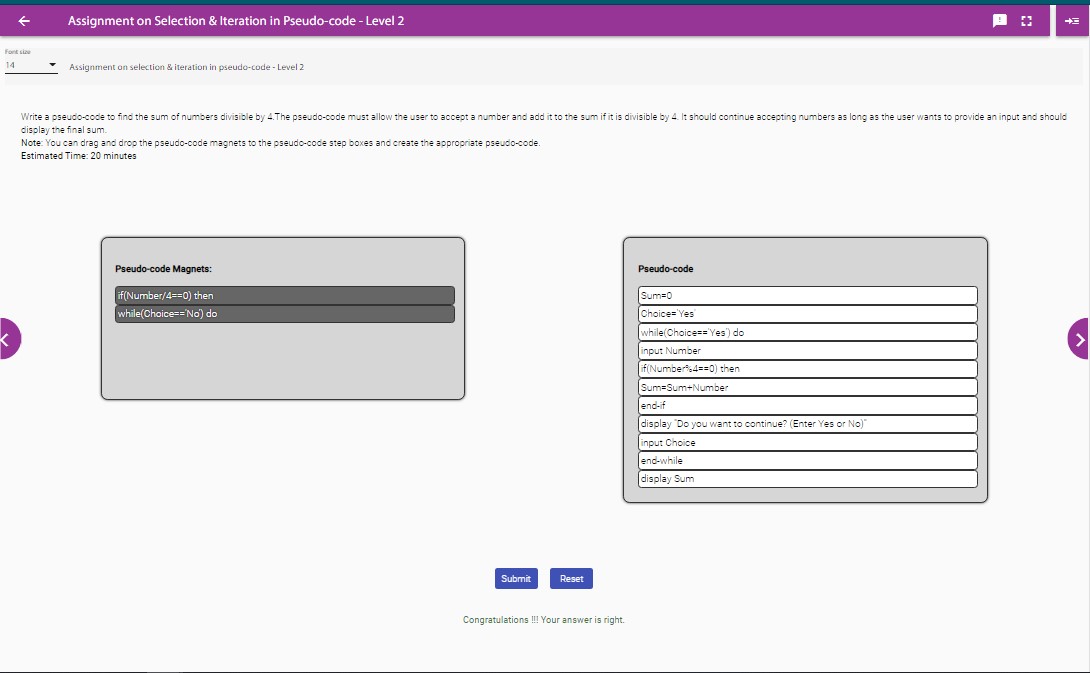 Assignment on Selection & Iteration in Pseudo-code - Level 2
Font size
14
Assignment on selection & iteration in pseudo-code - Level 2
Write a pseudo-code to find the sum of numbers divisible by 4.The pseudo-code must allow the user to accept a number and add it to the sum if it is divisible by 4. It should continue accepting numbers as long as the user wants to provide an input and should
display the final sum.
Note: You can drag and drop the pseudo-code magnets to the pseudo-code step boxes and create the appropriate pseudo-code.
Estimated Time: 20 minutes
Pseudo-code Magnets:
if(Number/4==0) then
while(Choice=='No') do
Pseudo-code
Sum=0
Choice='Yes'
while(Choice=='Yes') do
input Number
if(Number%4==0) then
Sum=Sum+Number
end-if
display "Do you want to continue? (Enter Yes or No)"
input Choice
end-while
display Sum
Submit
Reset
Congratulations !!! Your answer is right.